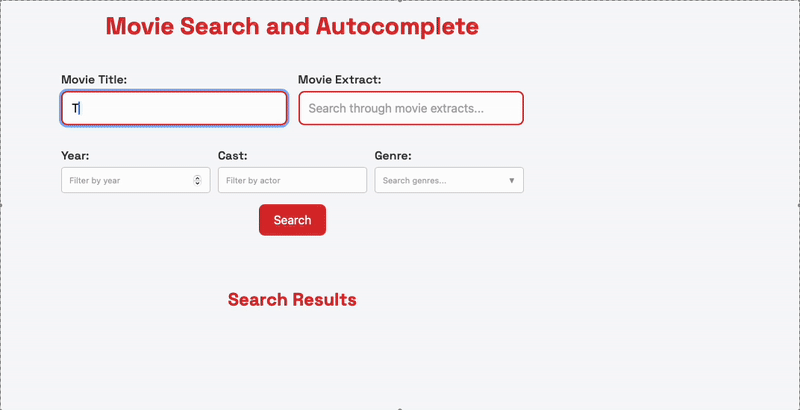 Movie Search and Autocomplete
Movie Title: Movie Extract:
T Search through movie extracts...
Year: Cast: Genre:
Filter by year Filter by actor Search genres... ▼
Search
Search Results